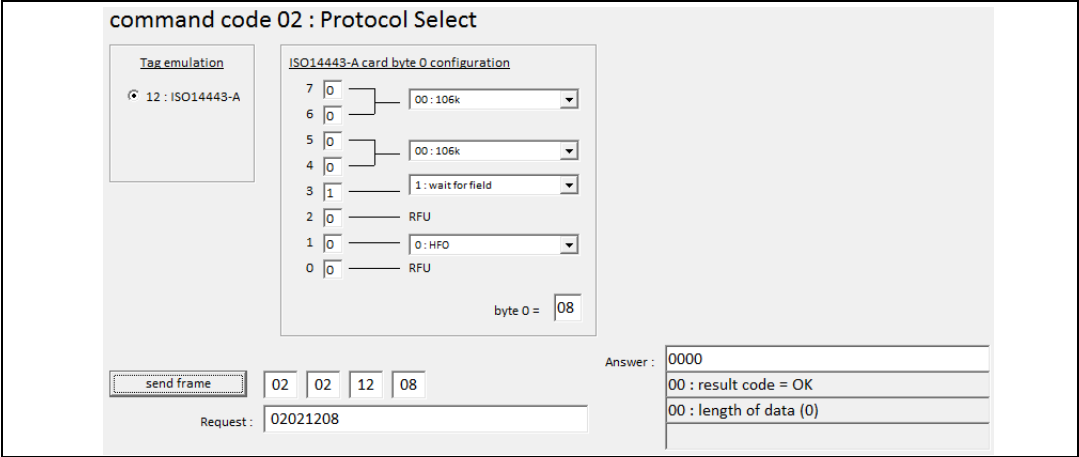 command code 02 : Protocol Select
Tag emulation
12 : ISO14443-A
ISO14443-A card byte 0 configuration
7 0 00 : 106k
6 0
5 0 00 : 106k
4 0
3 1 1 : wait for field
2 0 RFU
1 0 0 : HFO
0 0 RFU
byte 0 = 08
send frame 02 02 12 08
Request : 02021208
Answer : 0000
00 : result code = OK
00 : length of data (0)